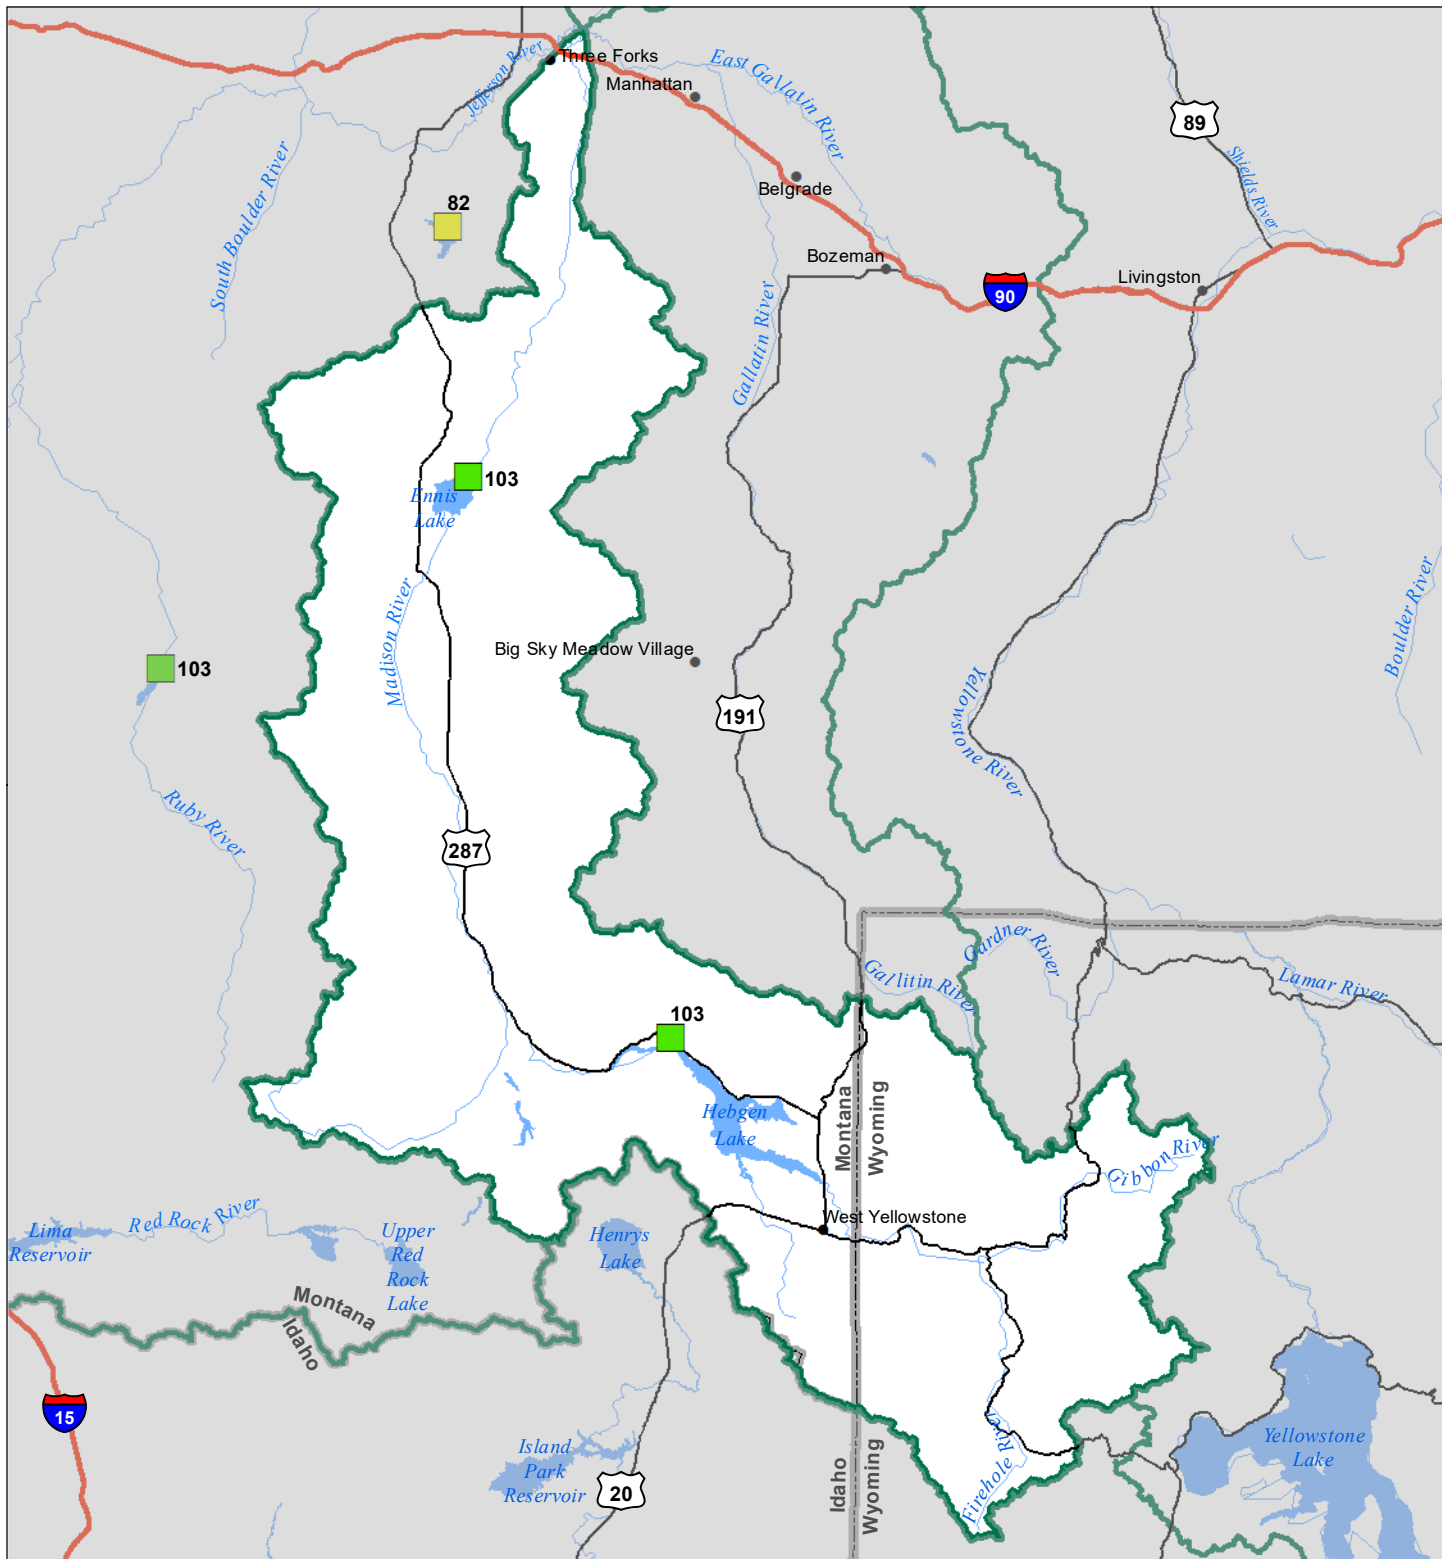 Three Forks
Jefferson River
Manhattan
East Gallatin River
89
Shields River
South Boulder River
Belgrade
82
Bozeman
Livingston
90
Gallatin River
103
Ennis
Lake
Madison River
Boulder River
Big Sky Meadow Village
103
191
Yellowstone River
Ruby River
287
Gardner River
Gallitin River
Lamar River
103
Hebgen
Lake
Montana
Wyoming
Gibbon River
Lima
Reservoir
Red Rock River
Upper
Red
Rock
Lake
Henrys
Lake
West Yellowstone
Montana
Idaho
15
Island
Park
Reservoir
20
Idaho
Wyoming
Firehole River
Yellowstone
Lake